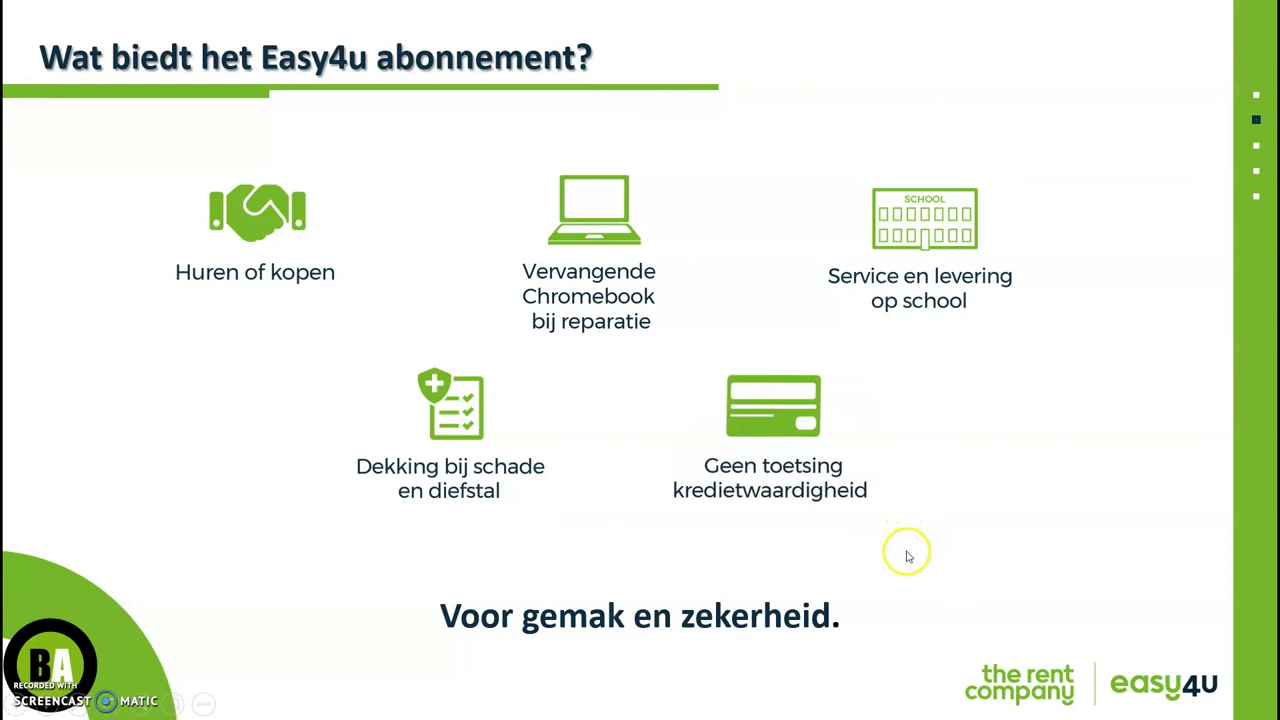 Wat biedt het Easy4u abonnement?
SCHOOL
Huren of kopen
Vervangende
Chromebook
bij reparatie
Service en levering
op school
Dekking bij schade
en diefstal
Geen toetsing
kredietwaardigheid
Voor gemak en zekerheid.
BA
RECORDED WITH
SCREENCAST MATIC
the rent
company
easy4u